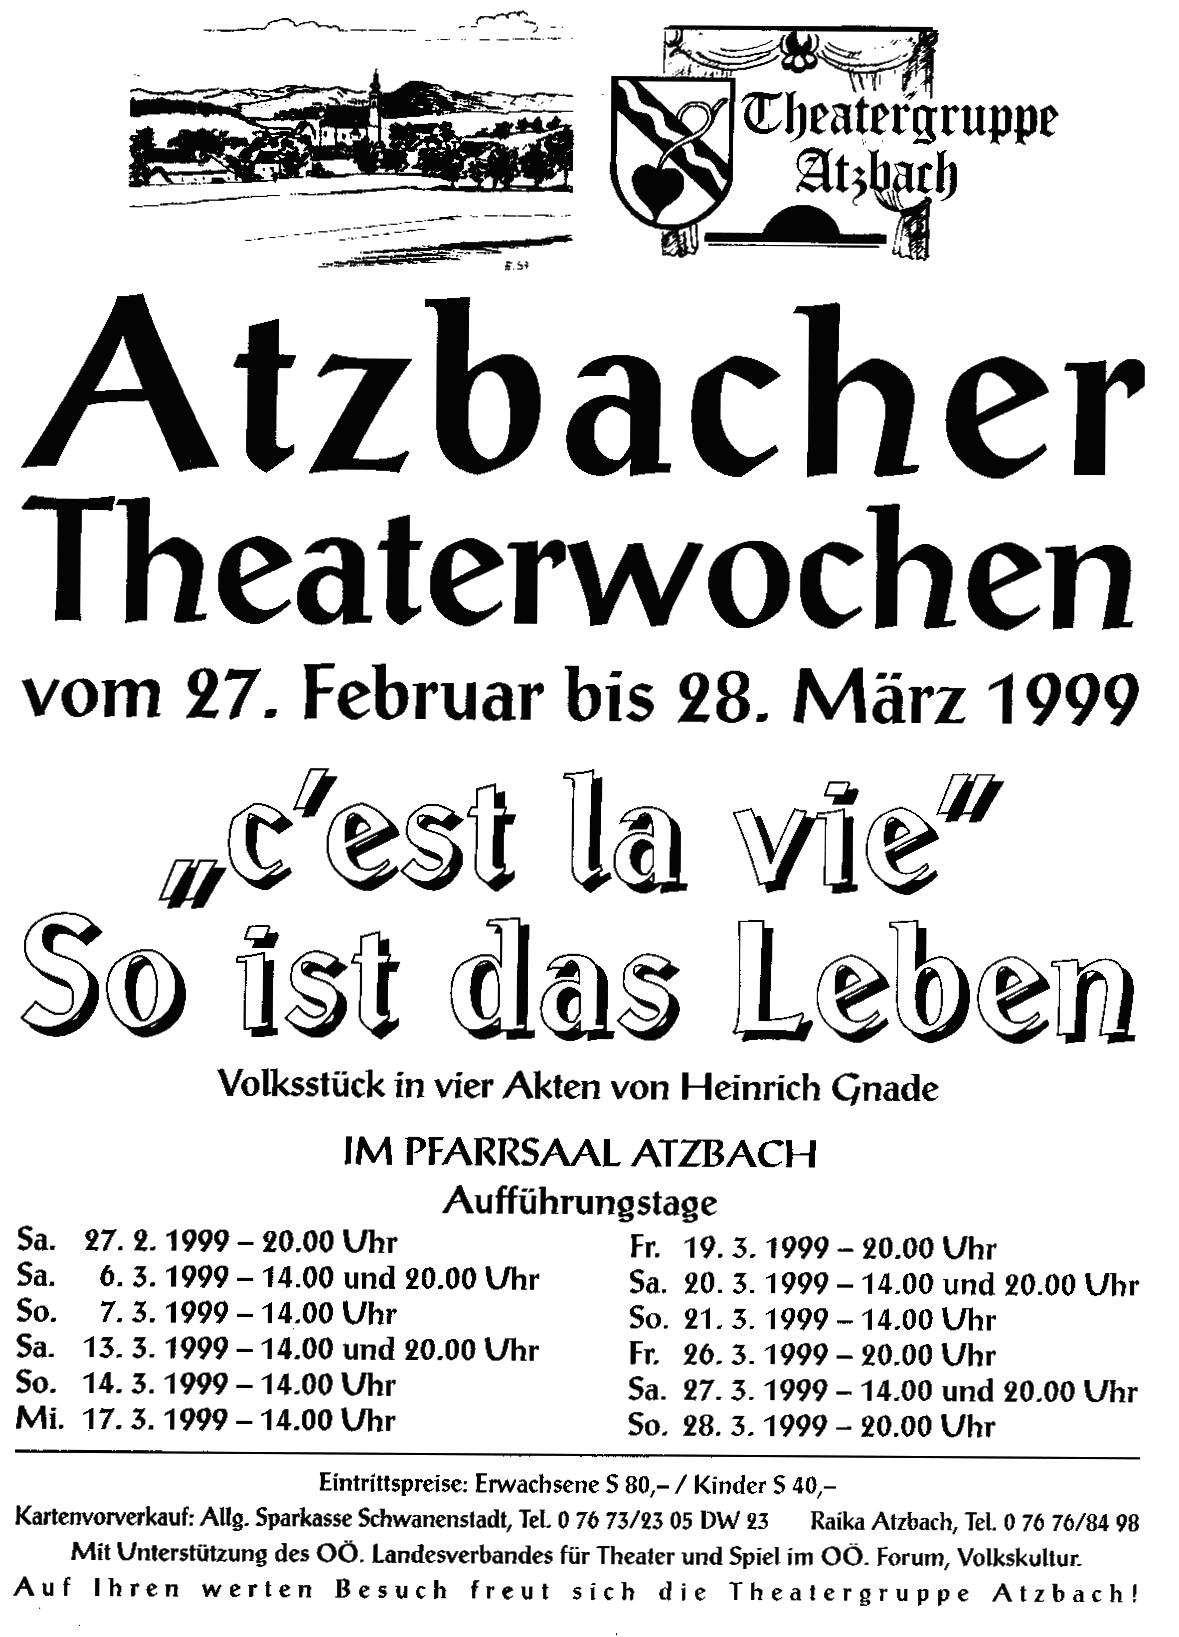 Theatergruppe
Atzbach
Atzbacher
Theaterwochen
vom 27. Februar bis 28. März 1999
„c'est la vie"
So ist das Leben
Volksstück in vier Akten von Heinrich Gnade
IM PFARRSAAL ATZBACH
Aufführungstage
Sa. 27. 2. 1999 – 20.00 Uhr
Sa. 6. 3. 1999 – 14.00 und 20.00 Uhr
So. 7. 3. 1999 – 14.00 Uhr
Sa. 13. 3. 1999 – 14.00 und 20.00 Uhr
So. 14. 3. 1999 – 14.00 Uhr
Mi. 17. 3. 1999 – 14.00 Uhr
Fr. 19. 3. 1999 – 20.00 Uhr
Sa. 20. 3. 1999 – 14.00 und 20.00 Uhr
So. 21. 3. 1999 – 14.00 Uhr
Fr. 26. 3. 1999 – 20.00 Uhr
Sa. 27. 3. 1999 – 14.00 und 20.00 Uhr
So. 28. 3. 1999 – 20.00 Uhr
Eintrittspreise: Erwachsene S 80,– / Kinder S 40,–
Kartenvorverkauf: Allg. Sparkasse Schwanenstadt, Tel. 0 76 73/23 05 DW 23 Raika Atzbach, Tel. 0 76 76/84 98
Mit Unterstützung des OÖ. Landesverbandes für Theater und Spiel im OÖ. Forum, Volkskultur.
Auf Ihren werten Besuch freut sich die Theatergruppe Atzbach!